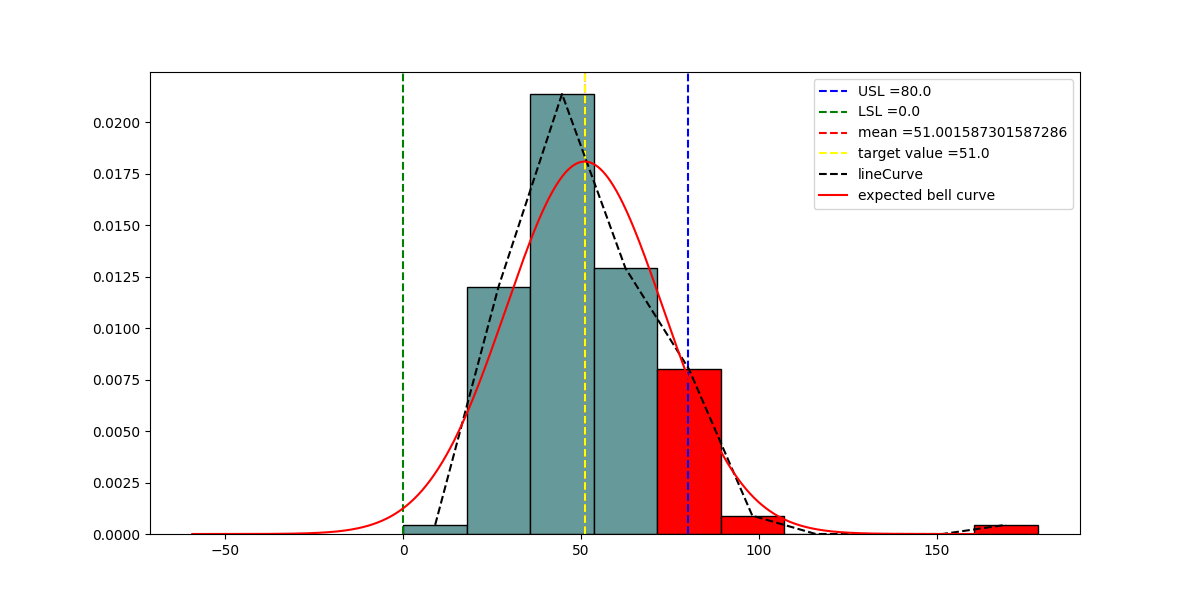 USL =80.0
LSL =0.0
mean =51.001587301587286
target value =51.0
lineCurve
expected bell curve
0.0200
0.0175
0.0150
0.0125
0.0100
0.0075
0.0050
0.0025
0.0000
−50 0 50 100 150